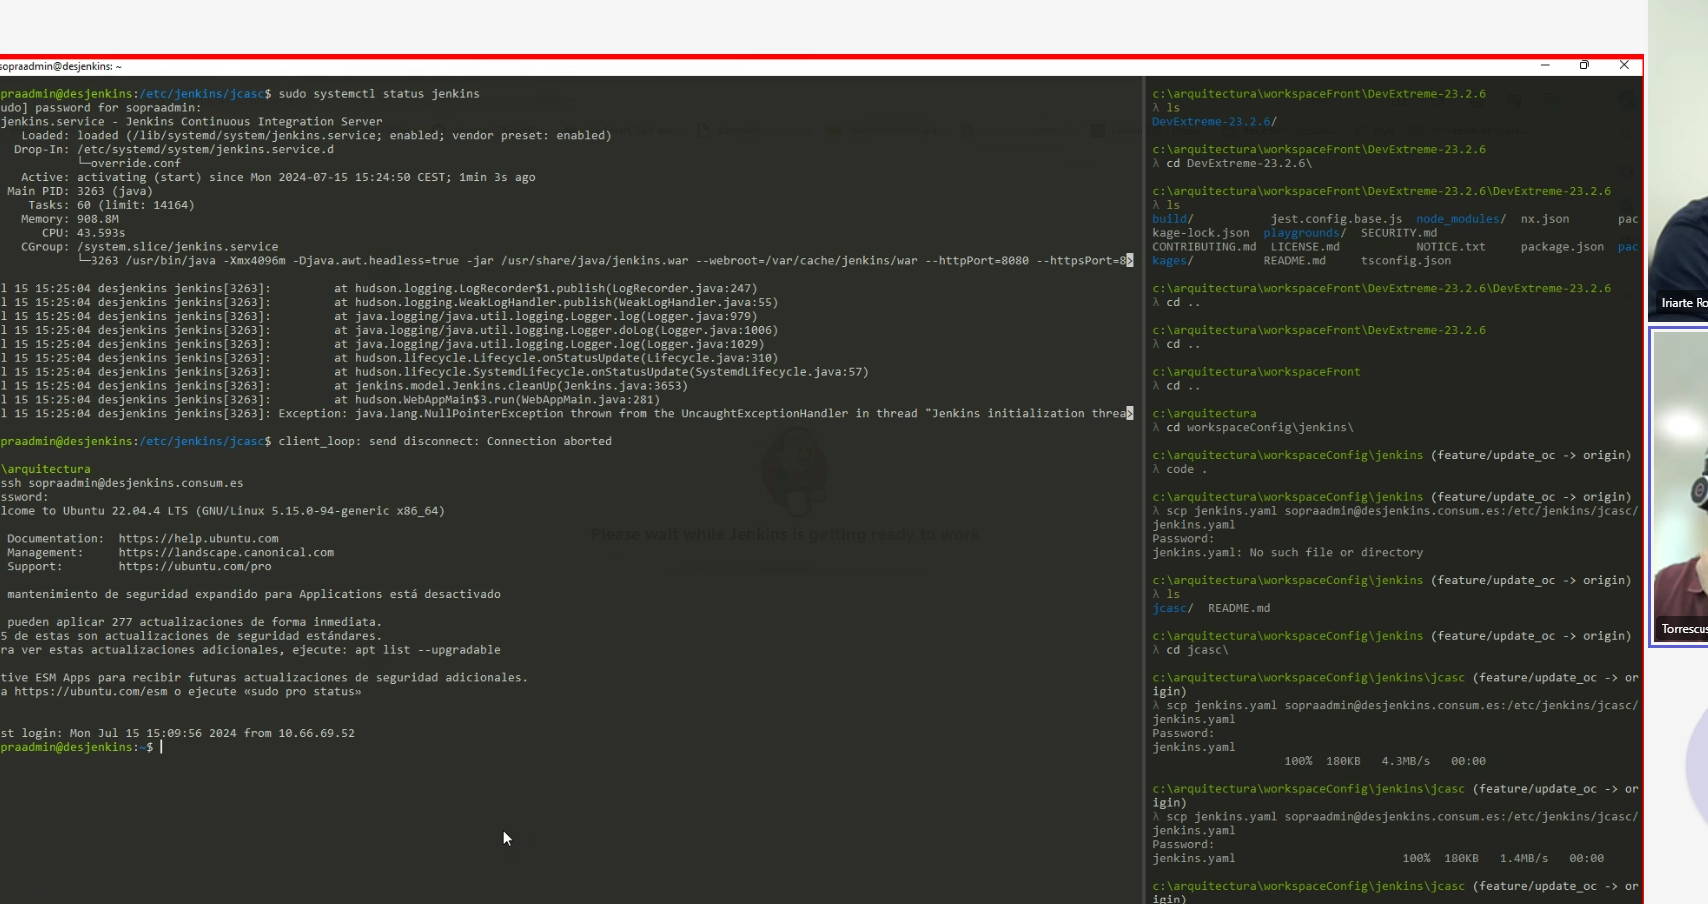 sopraadmin@desjenkins: ~
praadmin@desjenkins:/etc/jenkins/jcasc$ sudo systemctl status jenkins
udo] password for sopraadmin:
jenkins.service - Jenkins Continuous Integration Server
Loaded: loaded (/lib/systemd/system/jenkins.service; enabled; vendor preset: enabled)
Drop-In: /etc/systemd/system/jenkins.service.d
└─override.conf
Active: activating (start) since Mon 2024-07-15 15:24:50 CEST; 1min 3s ago
Main PID: 3263 (java)
Tasks: 60 (limit: 14164)
Memory: 908.8M
CPU: 43.593s
CGroup: /system.slice/jenkins.service
└─3263 /usr/bin/java -Xmx4096m -Djava.awt.headless=true -jar /usr/share/java/jenkins.war --webroot=/var/cache/jenkins/war --httpPort=8080 --httpsPort=8>
l 15 15:25:04 desjenkins jenkins[3263]: at hudson.logging.LogRecorder$1.publish(LogRecorder.java:247)
l 15 15:25:04 desjenkins jenkins[3263]: at hudson.logging.WeakLogHandler.publish(WeakLogHandler.java:55)
l 15 15:25:04 desjenkins jenkins[3263]: at java.logging/java.util.logging.Logger.log(Logger.java:979)
l 15 15:25:04 desjenkins jenkins[3263]: at java.logging/java.util.logging.Logger.doLog(Logger.java:1006)
l 15 15:25:04 desjenkins jenkins[3263]: at java.logging/java.util.logging.Logger.log(Logger.java:1029)
l 15 15:25:04 desjenkins jenkins[3263]: at hudson.lifecycle.Lifecycle.onStatusUpdate(Lifecycle.java:310)
l 15 15:25:04 desjenkins jenkins[3263]: at hudson.lifecycle.SystemdLifecycle.onStatusUpdate(SystemdLifecycle.java:57)
l 15 15:25:04 desjenkins jenkins[3263]: at jenkins.model.Jenkins.cleanUp(Jenkins.java:3653)
l 15 15:25:04 desjenkins jenkins[3263]: at hudson.WebAppMain$3.run(WebAppMain.java:281)
l 15 15:25:04 desjenkins jenkins[3263]: Exception: java.lang.NullPointerException thrown from the UncaughtExceptionHandler in thread "Jenkins initialization threa>
praadmin@desjenkins:/etc/jenkins/jcasc$ client_loop: send disconnect: Connection aborted
\arquitectura
ssh sopraadmin@desjenkins.consum.es
ssword:
lcome to Ubuntu 22.04.4 LTS (GNU/Linux 5.15.0-94-generic x86_64)
Documentation: https://help.ubuntu.com
Management: https://landscape.canonical.com
Support: https://ubuntu.com/pro
mantenimiento de seguridad expandido para Applications está desactivado
pueden aplicar 277 actualizaciones de forma inmediata.
5 de estas son actualizaciones de seguridad estándares.
ra ver estas actualizaciones adicionales, ejecute: apt list --upgradable
tive ESM Apps para recibir futuras actualizaciones de seguridad adicionales.
a https://ubuntu.com/esm o ejecute «sudo pro status»
st login: Mon Jul 15 15:09:56 2024 from 10.66.69.52
praadmin@desjenkins:~$
Please wait while Jenkins is getting ready to work
c:\arquitectura\workspaceFront\DevExtreme-23.2.6
λ ls
DevExtreme-23.2.6/
c:\arquitectura\workspaceFront\DevExtreme-23.2.6
λ cd DevExtreme-23.2.6\
c:\arquitectura\workspaceFront\DevExtreme-23.2.6\DevExtreme-23.2.6
λ ls
build/ jest.config.base.js node_modules/ nx.json pac
kage-lock.json playgrounds/ SECURITY.md
CONTRIBUTING.md LICENSE.md NOTICE.txt package.json pac
kages/ README.md tsconfig.json
c:\arquitectura\workspaceFront\DevExtreme-23.2.6\DevExtreme-23.2.6
λ cd ..
c:\arquitectura\workspaceFront\DevExtreme-23.2.6
λ cd ..
c:\arquitectura\workspaceFront
λ cd ..
c:\arquitectura
λ cd workspaceConfig\jenkins\
c:\arquitectura\workspaceConfig\jenkins (feature/update_oc -> origin)
λ code .
c:\arquitectura\workspaceConfig\jenkins (feature/update_oc -> origin)
λ scp jenkins.yaml sopraadmin@desjenkins.consum.es:/etc/jenkins/jcasc/
jenkins.yaml
Password:
jenkins.yaml: No such file or directory
c:\arquitectura\workspaceConfig\jenkins (feature/update_oc -> origin)
λ ls
jcasc/ README.md
c:\arquitectura\workspaceConfig\jenkins (feature/update_oc -> origin)
λ cd jcasc\
c:\arquitectura\workspaceConfig\jenkins\jcasc (feature/update_oc -> or
igin)
λ scp jenkins.yaml sopraadmin@desjenkins.consum.es:/etc/jenkins/jcasc/
jenkins.yaml
Password:
jenkins.yaml
100% 180KB 4.3MB/s 00:00
c:\arquitectura\workspaceConfig\jenkins\jcasc (feature/update_oc -> or
igin)
λ scp jenkins.yaml sopraadmin@desjenkins.consum.es:/etc/jenkins/jcasc/
jenkins.yaml
Password:
jenkins.yaml 100% 180KB 1.4MB/s 00:00
c:\arquitectura\workspaceConfig\jenkins\jcasc (feature/update_oc -> or
igin)
Iriarte Ro
Torrescus